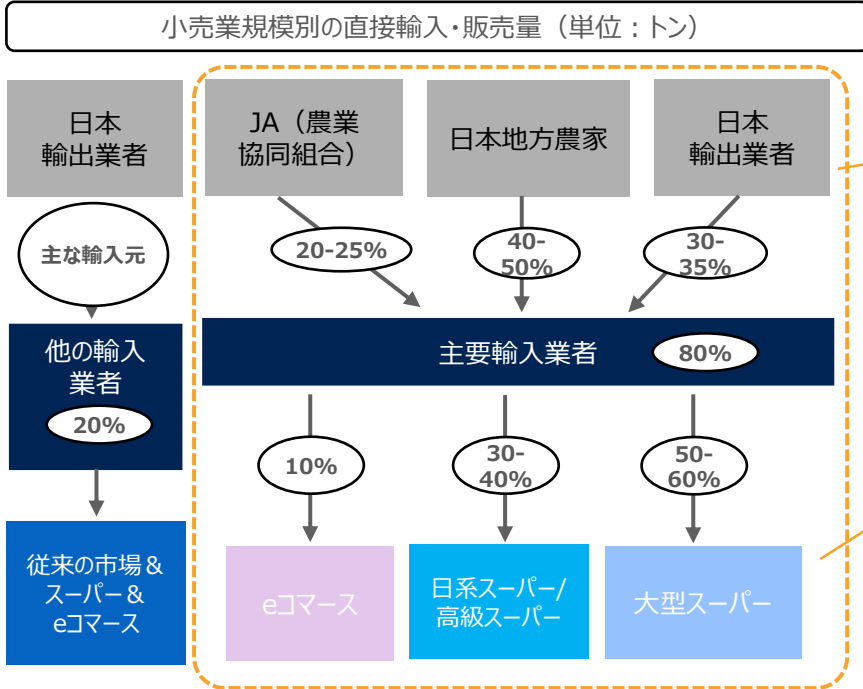 小売業規模別の直接輸入・販売量（単位：トン）
日本
輸出業者
JA（農業
協同組合）
日本地方農家
日本
輸出業者
主な輸入元
20-25%
40-
50%
30-
35%
他の輸入
業者
20%
主要輸入業者
80%
10%
30-
40%
50-
60%
従来の市場＆
スーパー＆
eコマース
eコマース
日系スーパー/
高級スーパー
大型スーパー